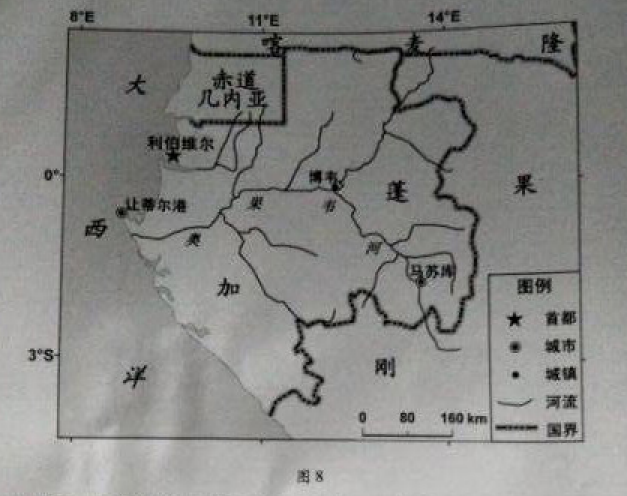 8°E 11°E 14°E
喀 麦 隆
大
赤道
几内亚
利伯维尔
0°
博韦
蓬
果
让蒂尔港
西
奥 果 韦 河
马苏库
加
图例
首都
3°S
城市
洋
刚
城镇
河流
0 80 160 km
国界
图 8